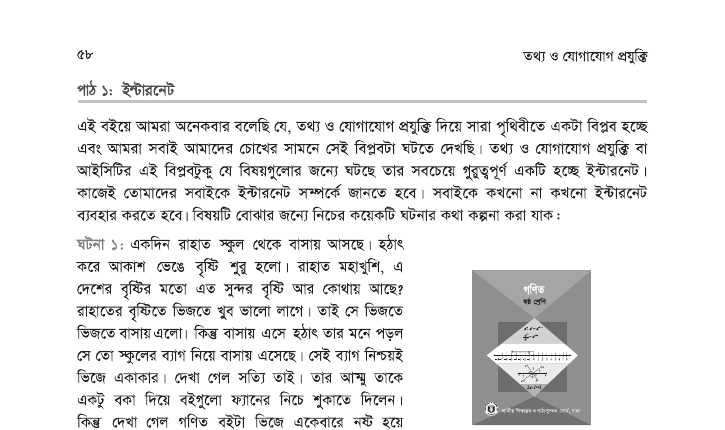 ৫৮
তথ্য ও যোগাযোগ প্রযুক্তি
পাঠ ১: ইন্টারনেট
এই বইয়ে আমরা অনেকবার বলেছি যে, তথ্য ও যোগাযোগ প্রযুক্তি দিয়ে সারা পৃথিবীতে একটা বিপ্লব হচ্ছে
এবং আমরা সবাই আমাদের চোখের সামনে সেই বিপ্লবটা ঘটতে দেখছি। তথ্য ও যোগাযোগ প্রযুক্তি বা
আইসিটির এই বিপ্লবটুকু যে বিষয়গুলোর জন্যে ঘটছে তার সবচেয়ে গুরুত্বপূর্ণ একটি হচ্ছে ইন্টারনেট।
কাজেই তোমাদের সবাইকে ইন্টারনেট সম্পর্কে জানতে হবে। সবাইকে কখনো না কখনো ইন্টারনেট
ব্যবহার করতে হবে। বিষয়টি বোঝার জন্যে নিচের কয়েকটি ঘটনার কথা কল্পনা করা যাক :
ঘটনা ১: একদিন রাহাত স্কুল থেকে বাসায় আসছে। হঠাৎ
করে আকাশ ভেঙে বৃষ্টি শুরু হলো। রাহাত মহাখুশি, এ
দেশের বৃষ্টির মতো এত সুন্দর বৃষ্টি আর কোথায় আছে?
রাহাতের বৃষ্টিতে ভিজতে খুব ভালো লাগে। তাই সে ভিজতে
ভিজতে বাসায় এলো। কিন্তু বাসায় এসে হঠাৎ তার মনে পড়ল
সে তো স্কুলের ব্যাগ নিয়ে বাসায় এসেছে। সেই ব্যাগ নিশ্চয়ই
ভিজে একাকার। দেখা গেল সত্যি তাই। তার আম্মু তাকে
একটু বকা দিয়ে বইগুলো ফ্যানের নিচে শুকাতে দিলেন।
কিন্তু দেখা গেল গণিত বইটা ভিজে একেবারে নষ্ট হয়ে
গণিত
ষষ্ঠ শ্রেণি
জাতীয় শিক্ষাক্রম ও পাঠ্যপুস্তক বোর্ড, ঢাকা